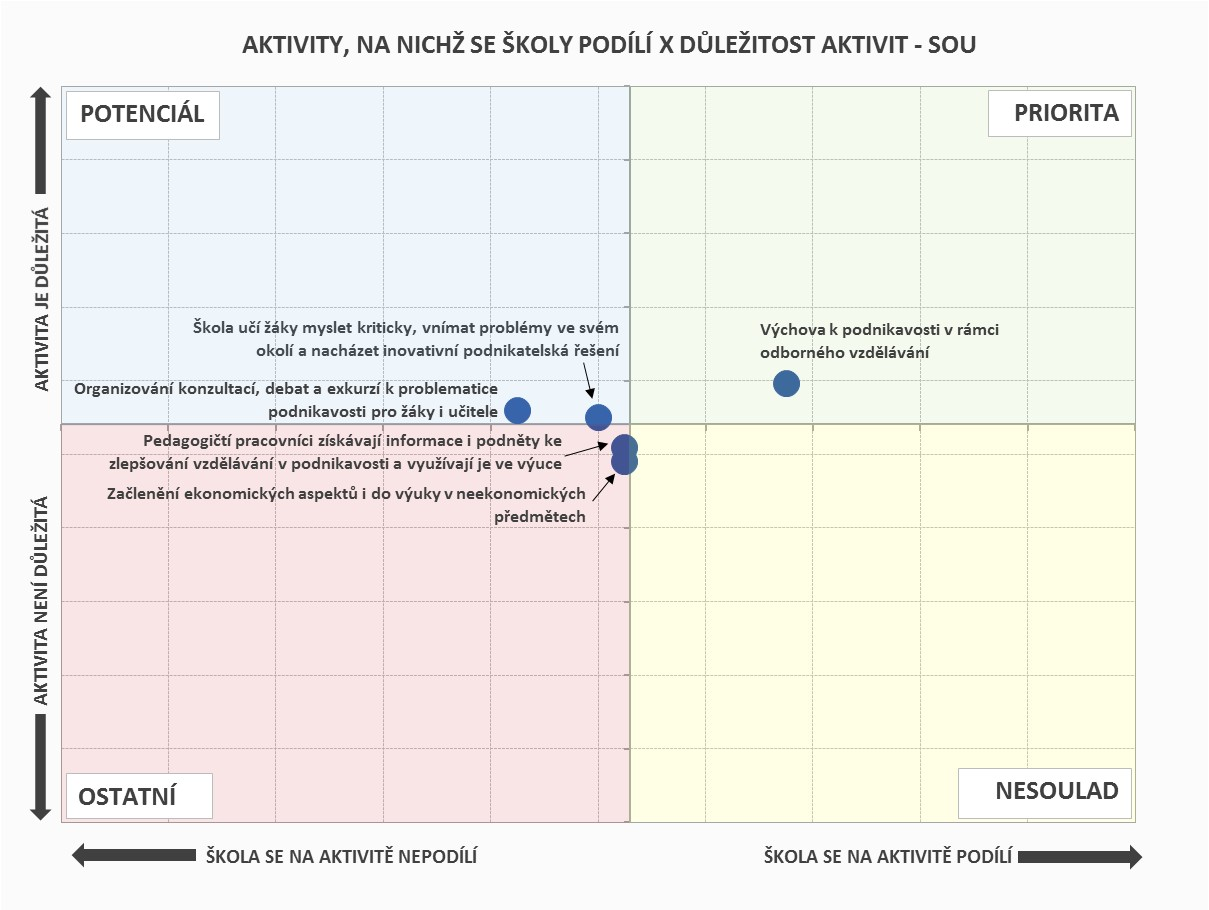 AKTIVITY, NA NICHŽ SE ŠKOLY PODÍLÍ X DŮLEŽITOST AKTIVIT - SOU
POTENCIÁL
PRIORITA
AKTIVITA JE DŮLEŽITÁ
Škola učí žáky myslet kriticky, vnímat problémy ve svém
okolí a nacházet inovativní podnikatelská řešení
Výchova k podnikavosti v rámci
odborného vzdělávání
Organizování konzultací, debat a exkurzí k problematice
podnikavosti pro žáky i učitele
Pedagogičtí pracovníci získávají informace i podněty ke
zlepšování vzdělávání v podnikavosti a využívají je ve výuce
Začlenění ekonomických aspektů i do výuky v neekonomických
předmětech
AKTIVITA NENÍ DŮLEŽITÁ
OSTATNÍ
NESOULAD
ŠKOLA SE NA AKTIVITĚ NEPODÍLÍ
ŠKOLA SE NA AKTIVITĚ PODÍLÍ